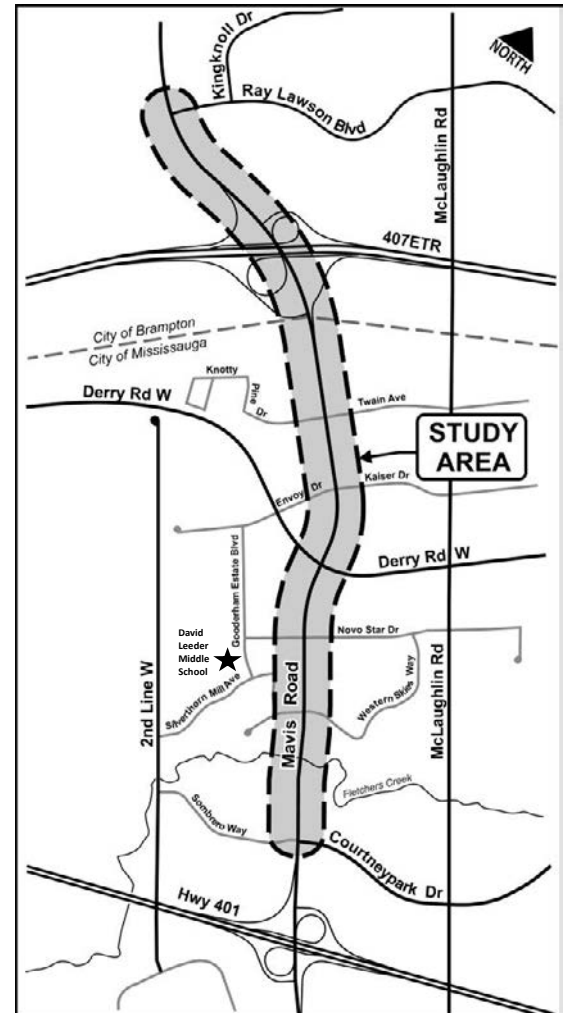 Kingknoll Dr
NORTH
Ray Lawson Blvd
McLaughlin Rd
407ETR
City of Brampton
City of Mississauga
Knotty
Pine
Dr
Derry Rd W
Twain Ave
STUDY
AREA
Envoy Dr
Kaiser Dr
Derry Rd W
Gooderham Estate Blvd
David
Leeder
Middle
School
Novo Star Dr
Silverthorn Mill Ave
2nd Line W
Mavis Road
Western Skies Way
McLaughlin Rd
Fletchers Creek
Sombrero Way
Courtneypark Dr
Hwy 401